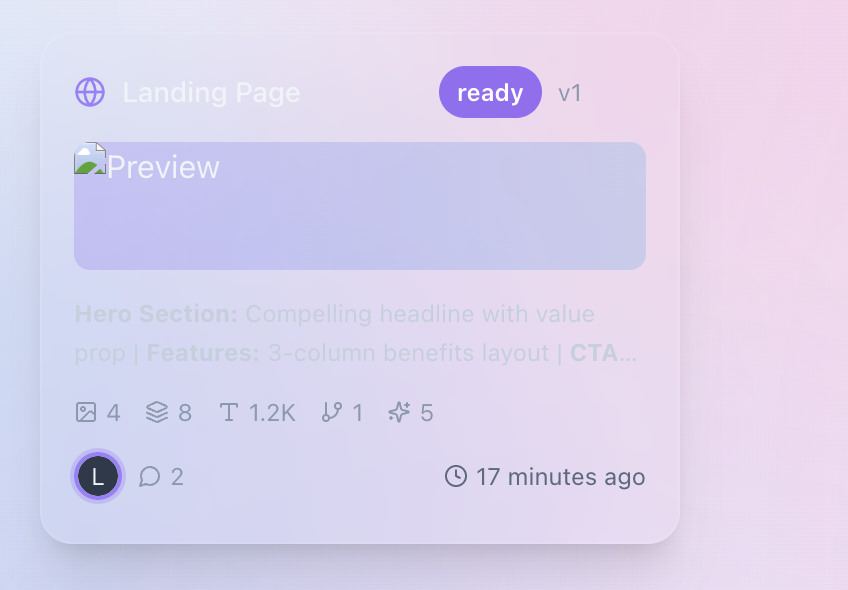 Landing Page ready v1
Preview
Hero Section: Compelling headline with value
prop | Features: 3-column benefits layout | CTA...
4 8 1.2K 1 5
L 2 17 minutes ago